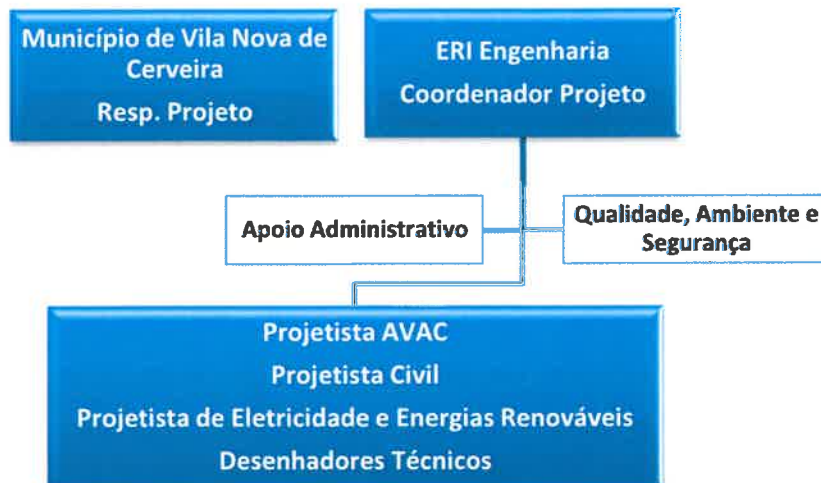 Município de Vila Nova de
Cerveira
Resp. Projeto
ERI Engenharia
Coordenador Projeto
Apoio Administrativo
Qualidade, Ambiente e
Segurança
Projetista AVAC
Projetista Civil
Projetista de Eletricidade e Energias Renováveis
Desenhadores Técnicos